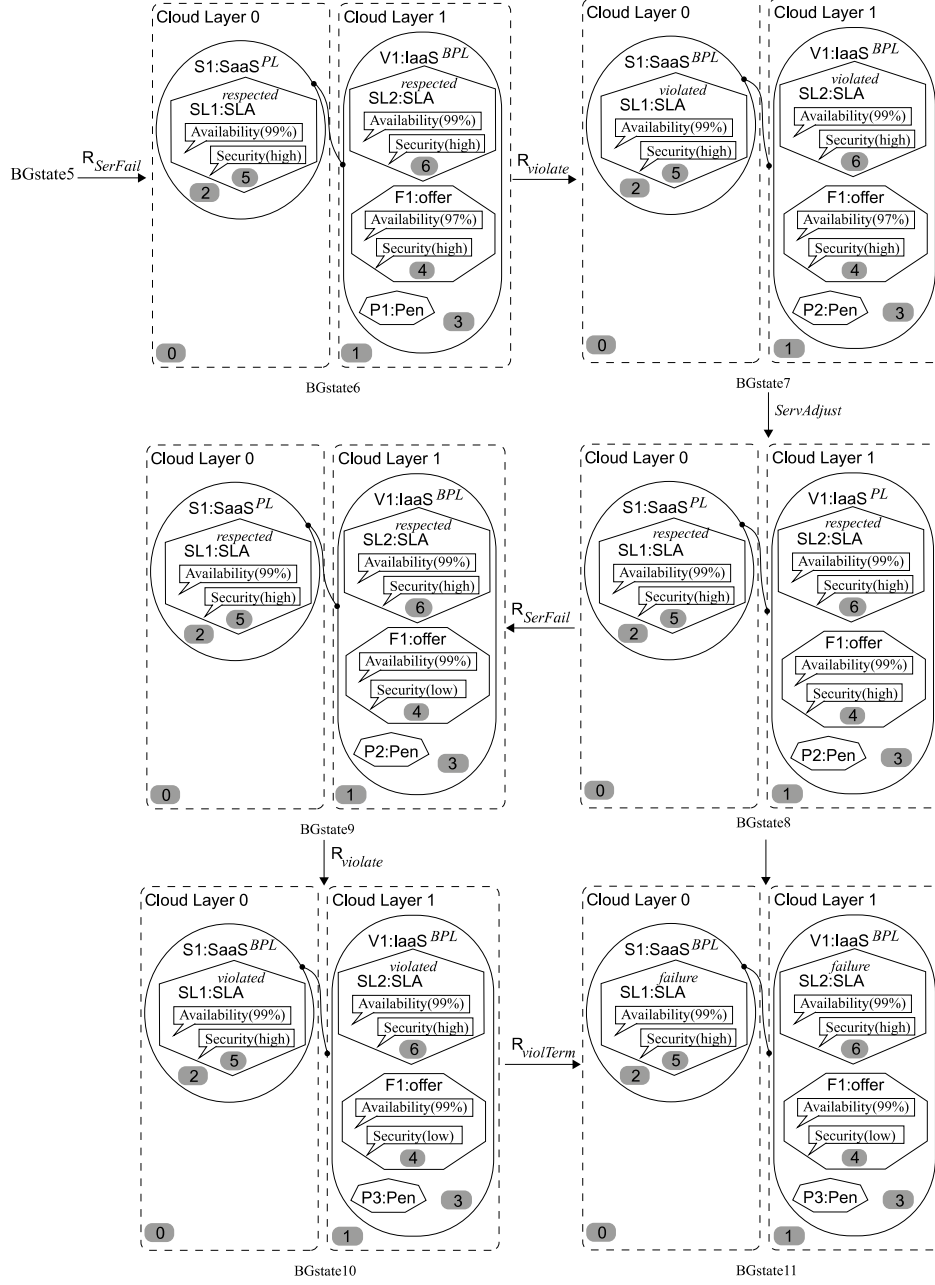 BGstate5
R SerFail
Cloud Layer 0
S1:SaaS PL
respected
SL1:SLA
Availability(99%)
Security(high)
5
2
0
Cloud Layer 1
V1:IaaS BPL
respected
SL2:SLA
Availability(99%)
Security(high)
6
F1:offer
Availability(97%)
Security(high)
4
P1:Pen
3
1
BGstate6
R violate
Cloud Layer 0
S1:SaaS BPL
violated
SL1:SLA
Availability(99%)
Security(high)
5
2
0
Cloud Layer 1
V1:IaaS BPL
violated
SL2:SLA
Availability(99%)
Security(high)
6
F1:offer
Availability(97%)
Security(high)
4
P2:Pen
3
1
BGstate7
ServAdjust
Cloud Layer 0
S1:SaaS PL
respected
SL1:SLA
Availability(99%)
Security(high)
5
2
0
Cloud Layer 1
V1:IaaS BPL
respected
SL2:SLA
Availability(99%)
Security(high)
6
F1:offer
Availability(99%)
Security(low)
4
P2:Pen
3
1
BGstate9
R SerFail
Cloud Layer 0
S1:SaaS PL
respected
SL1:SLA
Availability(99%)
Security(high)
5
2
0
Cloud Layer 1
V1:IaaS PL
respected
SL2:SLA
Availability(99%)
Security(high)
6
F1:offer
Availability(99%)
Security(high)
4
P2:Pen
3
1
BGstate8
R violate
Cloud Layer 0
S1:SaaS BPL
violated
SL1:SLA
Availability(99%)
Security(high)
5
2
0
Cloud Layer 1
V1:IaaS BPL
violated
SL2:SLA
Availability(99%)
Security(high)
6
F1:offer
Availability(99%)
Security(low)
4
P3:Pen
3
1
BGstate10
R violTerm
Cloud Layer 0
S1:SaaS BPL
failure
SL1:SLA
Availability(99%)
Security(high)
5
2
0
Cloud Layer 1
V1:IaaS BPL
failure
SL2:SLA
Availability(99%)
Security(high)
6
F1:offer
Availability(99%)
Security(low)
4
P3:Pen
3
1
BGstate11